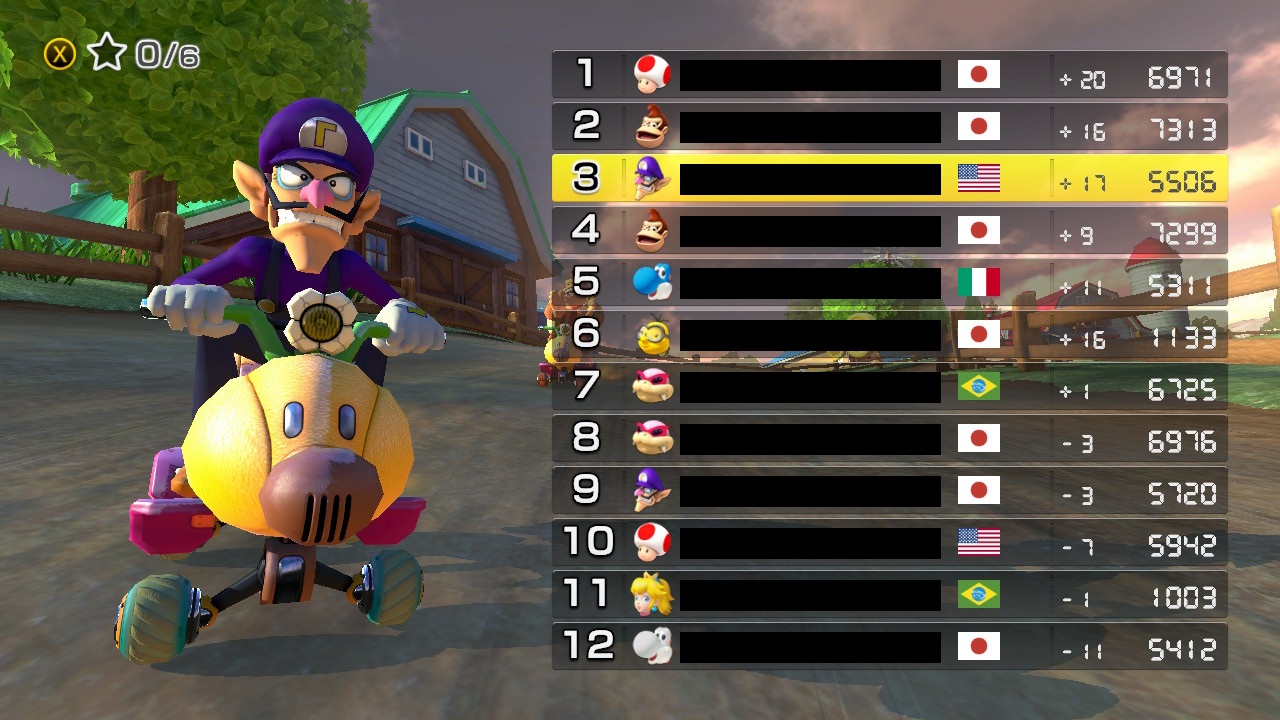 X 0/6
1 + 20 6971
2 + 16 7313
3 + 17 5506
4 + 9 7299
5 + 11 5311
6 + 16 1133
7 + 1 6725
8 - 3 6976
9 - 3 5720
10 - 7 5942
11 - 1 1003
12 - 11 5412